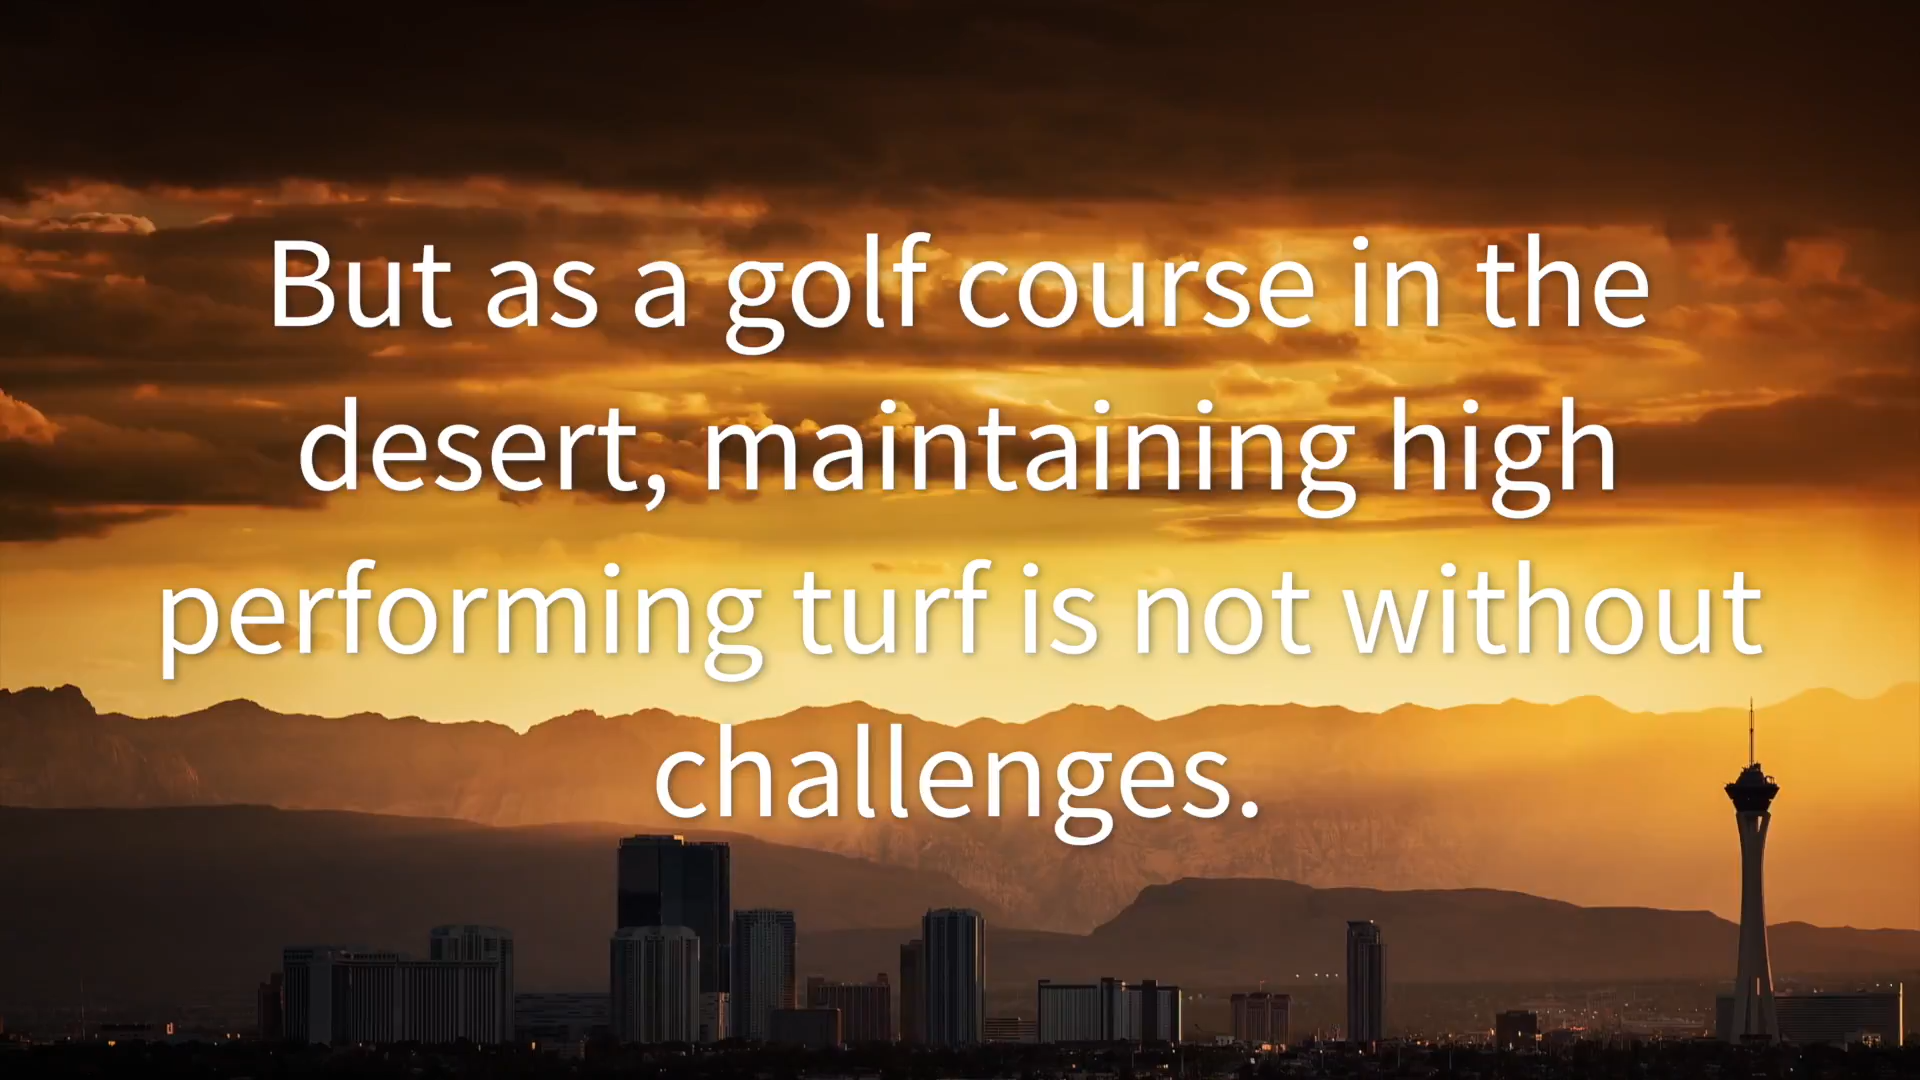 But as a golf course in the
desert, maintaining high
performing turf is not without
challenges.